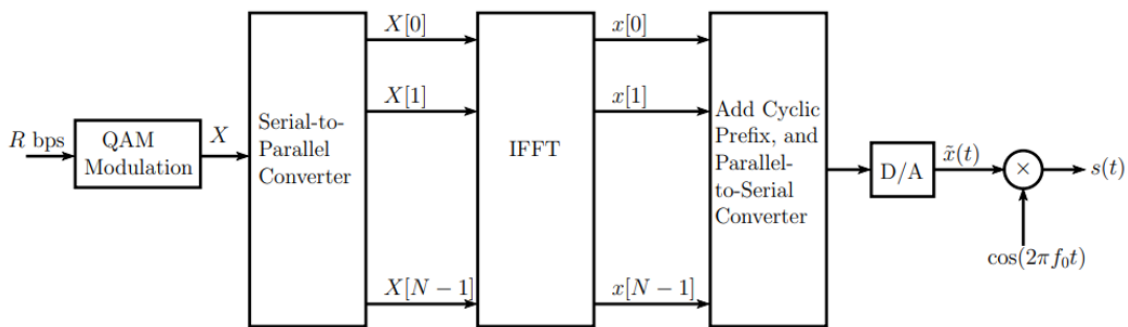 R bps
QAM
Modulation
X
Serial-to-
Parallel
Converter
X[0]
X[1]
X[N − 1]
IFFT
x[0]
x[1]
x[N − 1]
Add Cyclic
Prefix, and
Parallel-
to-Serial
Converter
D/A
x̃(t)
×
s(t)
cos(2πf₀t)